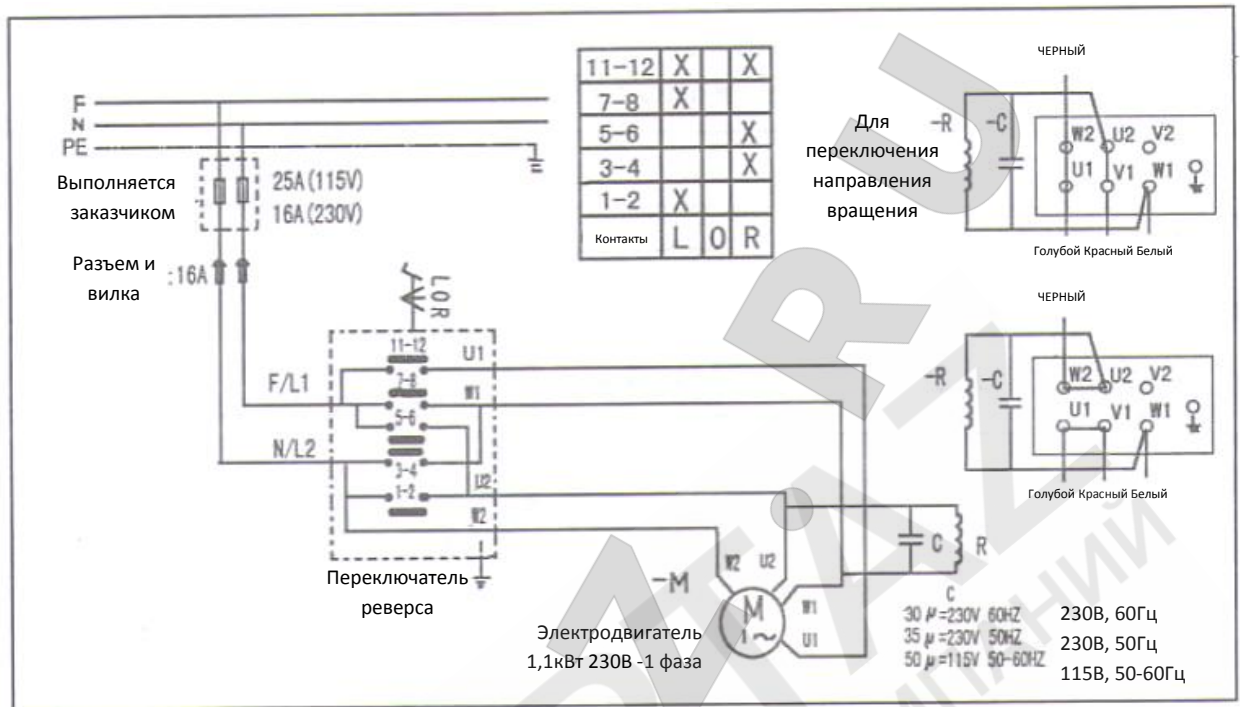 F
N
PE
Выполняется
заказчиком
25A(115V)
16A(230V)
Разъем и
вилка
:16A
11-12 X X
7-8 X
5-6 X
3-4 X
1-2 X
Контакты L O R
Для
переключения
направления
вращения
ЧЕРНЫЙ
-R -C
W2 U2 V2
U1 V1 W1
Голубой Красный Белый
ЧЕРНЫЙ
-R -C
W2 U2 V2
U1 V1 W1
Голубой Красный Белый
LOR
11-12
U1
7-8
F/L1
W1
5-6
N/L2
3-4
U2
1-2
W2
Переключатель
реверса
-M
W2 U2
M
1~
W1
U1
Электродвигатель
1,1кВт 230В -1 фаза
C R
C
30 μ=230V 60HZ
35 μ=230V 50HZ
50 μ=115V 50-60HZ
230В, 60Гц
230В, 50Гц
115В, 50-60Гц